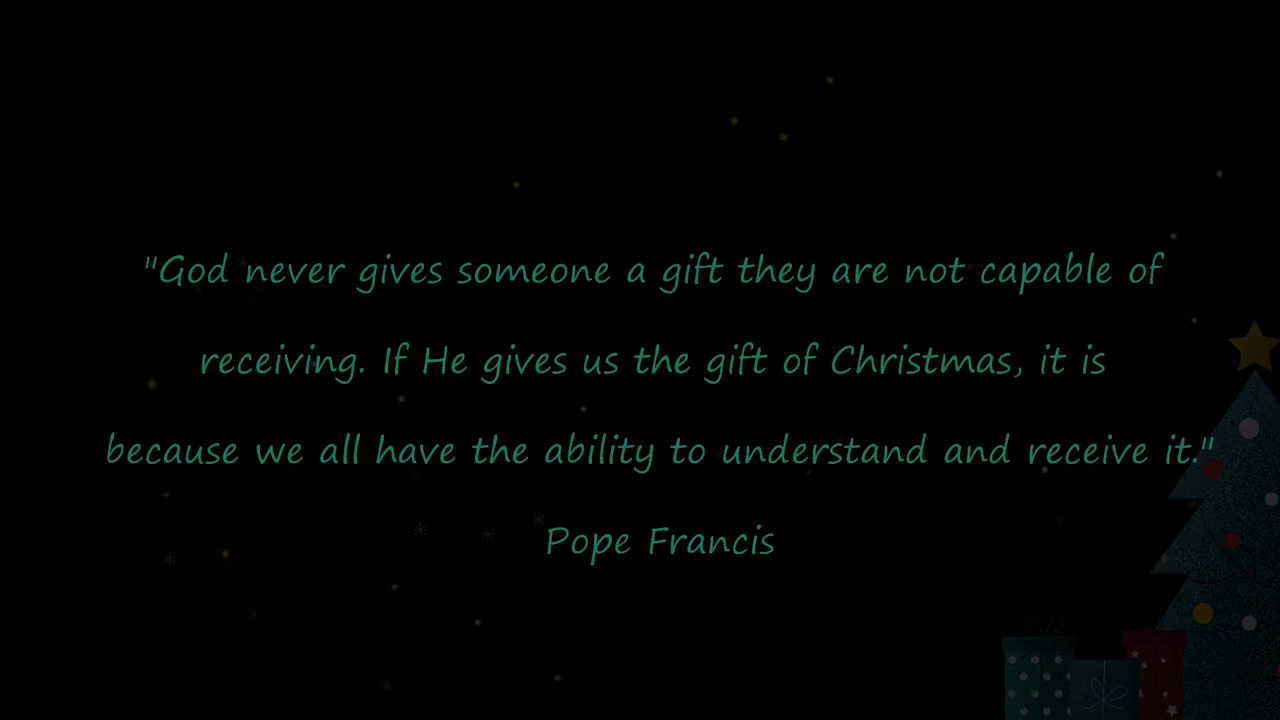 "God never gives someone a gift they are not capable of
receiving. If He gives us the gift of Christmas, it is
because we all have the ability to understand and receive it."
Pope Francis